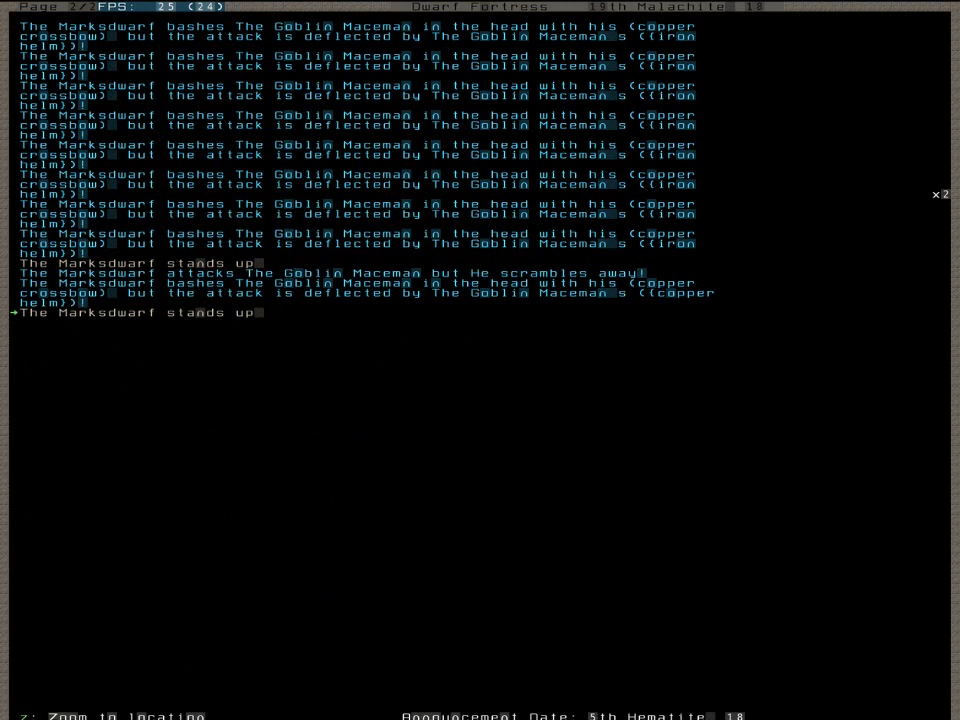 Page 2/2 FPS: 25 (24) Dwarf Fortress 19th Malachite 18
The Marksdwarf bashes The Goblin Maceman in the head with his (copper
crossbow) but the attack is deflected by The Goblin Maceman s ((iron
helm))!
The Marksdwarf bashes The Goblin Maceman in the head with his (copper
crossbow) but the attack is deflected by The Goblin Maceman s ((iron
helm))!
The Marksdwarf bashes The Goblin Maceman in the head with his (copper
crossbow) but the attack is deflected by The Goblin Maceman s ((iron
helm))!
The Marksdwarf bashes The Goblin Maceman in the head with his (copper
crossbow) but the attack is deflected by The Goblin Maceman s ((iron
helm))!
The Marksdwarf bashes The Goblin Maceman in the head with his (copper
crossbow) but the attack is deflected by The Goblin Maceman s ((iron
helm))!
The Marksdwarf bashes The Goblin Maceman in the head with his (copper
crossbow) but the attack is deflected by The Goblin Maceman s ((iron
helm))!
The Marksdwarf bashes The Goblin Maceman in the head with his (copper
crossbow) but the attack is deflected by The Goblin Maceman s ((iron
helm))!
×2
The Marksdwarf bashes The Goblin Maceman in the head with his (copper
crossbow) but the attack is deflected by The Goblin Maceman s ((iron
helm))!
The Marksdwarf stands up
The Marksdwarf attacks The Goblin Maceman but He scrambles away!
The Marksdwarf bashes The Goblin Maceman in the head with his (copper
crossbow) but the attack is deflected by The Goblin Maceman s ((copper
helm))!
→The Marksdwarf stands up
z: Zoom to location Announcement Date: 5th Hematite 18